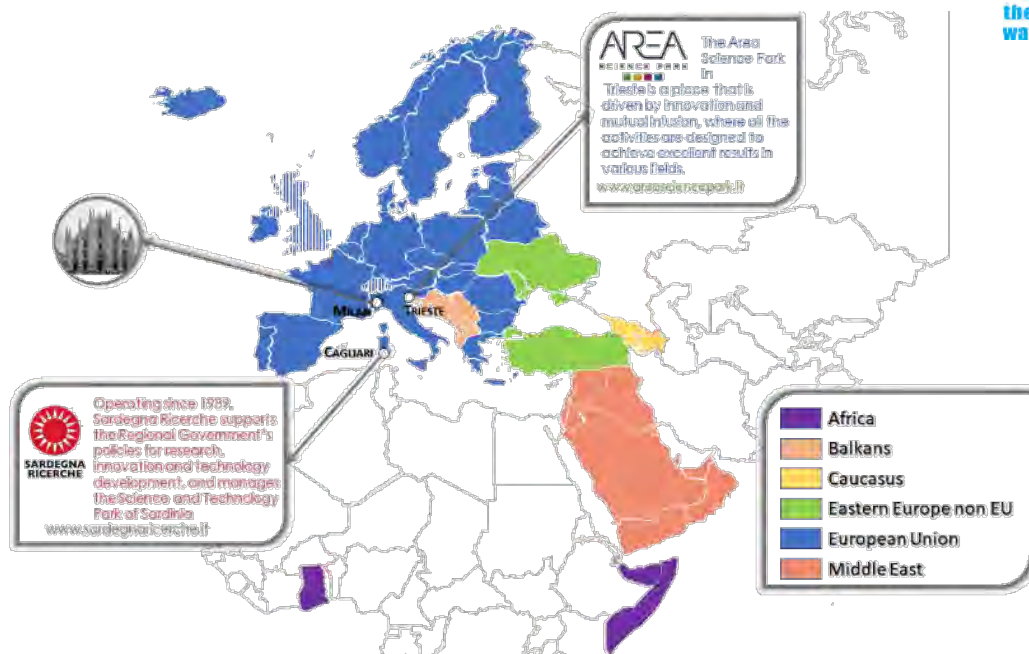 the
wa
AREA
SCIENCE PARK
The Area
Science Park
in
Trieste is a place that is
driven by innovation and
mutual infusion, where all the
activities are designed to
achieve excellent results in
various fields.
www.areasciencepark.it
MILAN
TRIESTE
CAGLIARI
SARDEGNA
RICERCHE
Operating since 1989,
Sardegna Ricerche supports
the Regional Government's
policies for research,
innovation and technology
development, and manages
the Science and Technology
Park of Sardinia
www.sardegnaricerche.it
Africa
Balkans
Caucasus
Eastern Europe non EU
European Union
Middle East